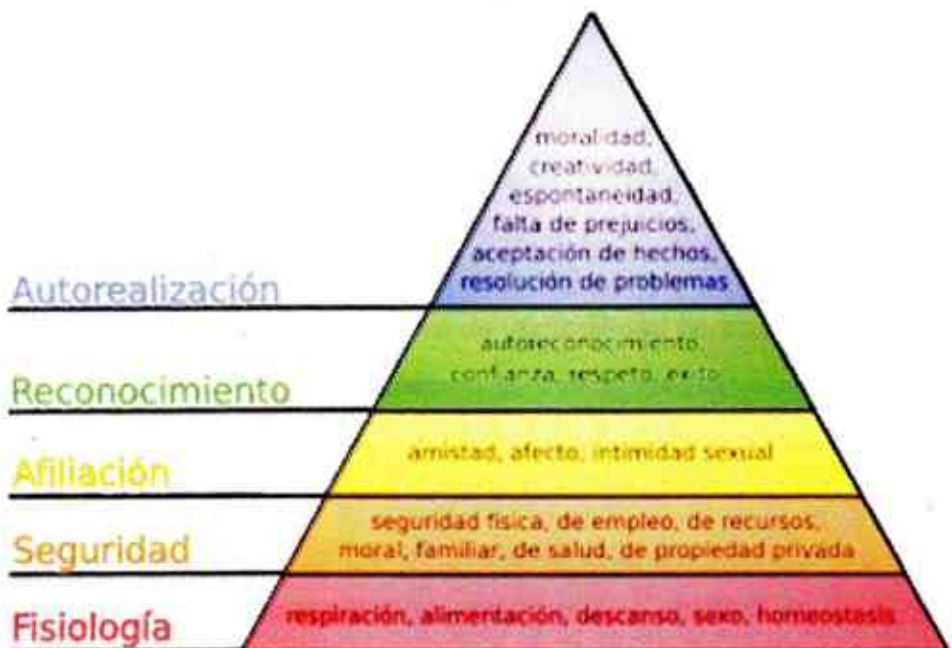 moralidad,
creatividad,
espontaneidad,
falta de prejuicios,
aceptación de hechos,
resolución de problemas
Autorealización
autoreconocimiento,
confianza, respeto, éxito
Reconocimiento
amistad, afecto, intimidad sexual
Afiliación
seguridad física, de empleo, de recursos,
moral, familiar, de salud, de propiedad privada
Seguridad
respiración, alimentación, descanso, sexo, homeostasis
Fisiología